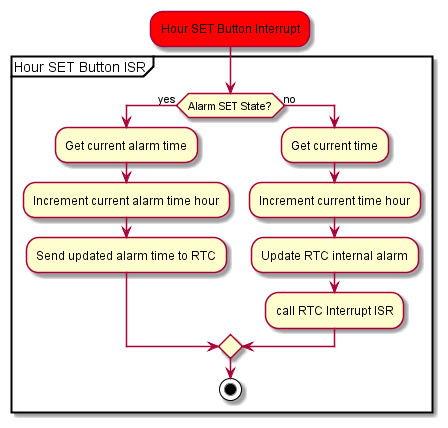 Hour SET Button Interrupt
Hour SET Button ISR
yes
Alarm SET State?
no
Get current alarm time
Get current time
Increment current alarm time hour
Increment current time hour
Send updated alarm time to RTC
Update RTC internal alarm
call RTC Interrupt ISR